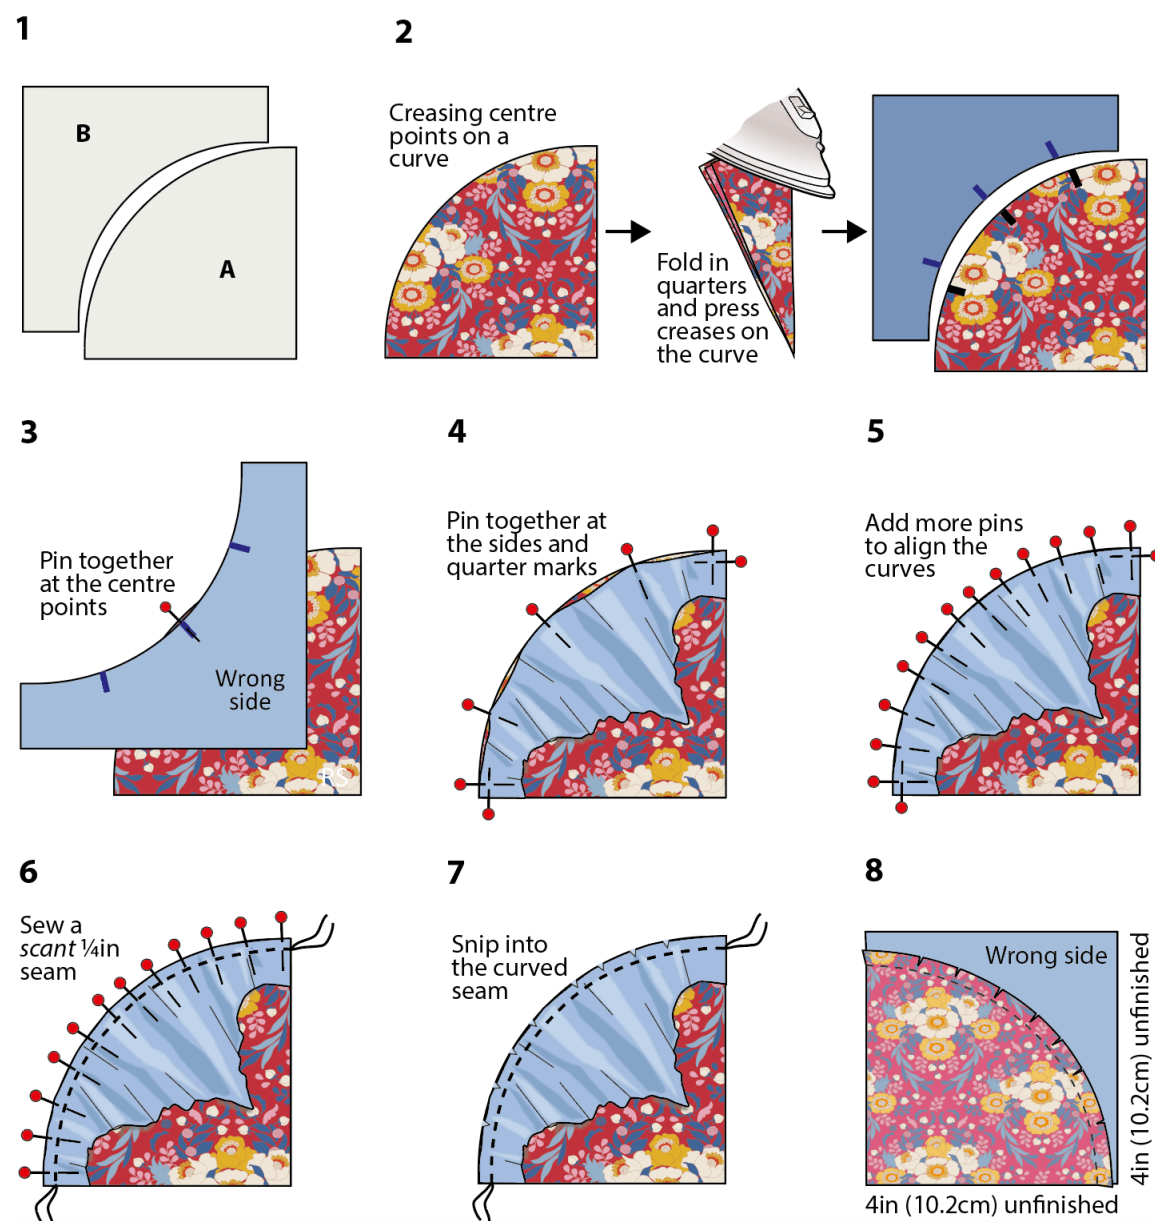 1
B
A
2
Creasing centre
points on a
curve
Fold in
quarters
and press
creases on
the curve
3
Pin together
at the centre
points
Wrong
side
RS
4
Pin together at
the sides and
quarter marks
5
Add more pins
to align the
curves
6
Sew a
scant ¼in
seam
7
Snip into
the curved
seam
8
Wrong side
4in (10.2cm) unfinished
4in (10.2cm) unfinished